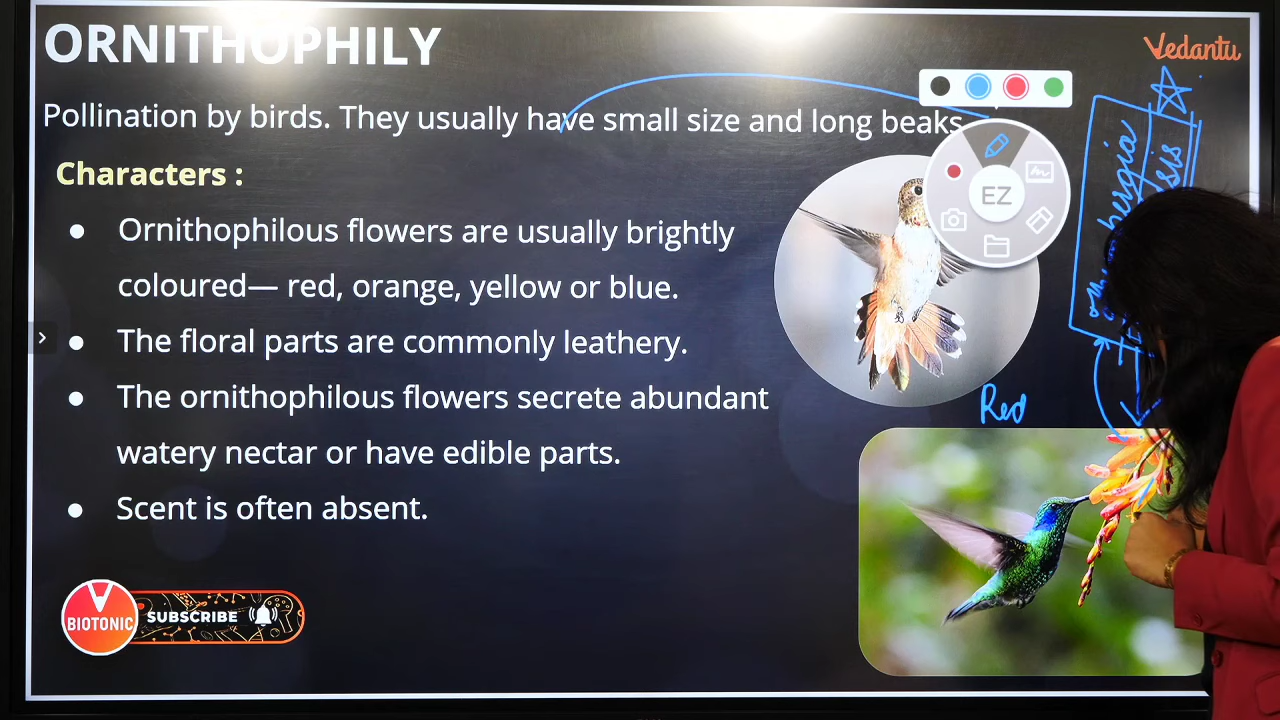 ORNITHOPHILY
Vedantu
Pollination by birds. They usually have small size and long beaks
Characters :
EZ
● Ornithophilous flowers are usually brightly
coloured— red, orange, yellow or blue.
● The floral parts are commonly leathery.
● The ornithophilous flowers secrete abundant
watery nectar or have edible parts.
● Scent is often absent.
Red
BIOTONIC
SUBSCRIBE